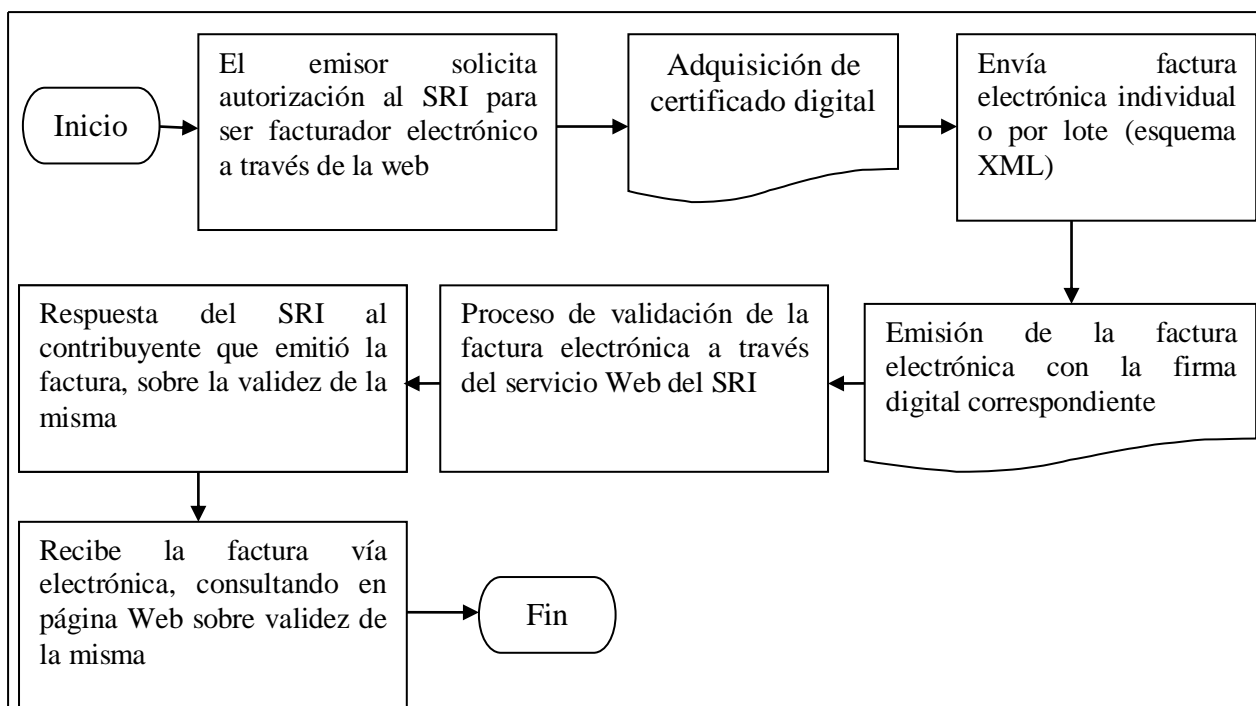 Inicio
El emisor solicita
autorización al SRI para
ser facturador electrónico
a través de la web
Adquisición de
certificado digital
Envía factura
electrónica individual
o por lote (esquema
XML)
Emisión de la factura
electrónica con la firma
digital correspondiente
Proceso de validación de la
factura electrónica a través
del servicio Web del SRI
Respuesta del SRI al
contribuyente que emitió la
factura, sobre la validez de la
misma
Recibe la factura vía
electrónica, consultando en
página Web sobre validez de
la misma
Fin